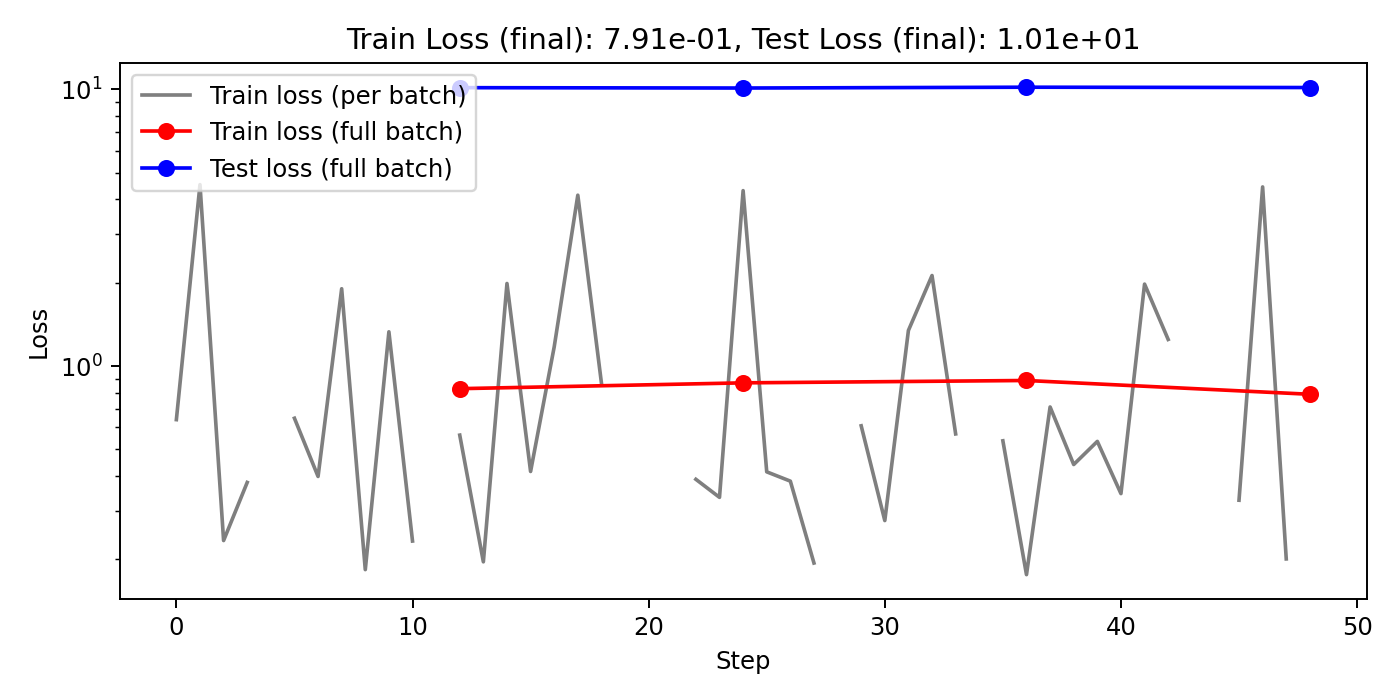 Train Loss (final): 7.91e-01, Test Loss (final): 1.01e+01
Train loss (per batch)
Train loss (full batch)
Test loss (full batch)
Loss
10¹
10⁰
0 10 20 30 40 50
Step